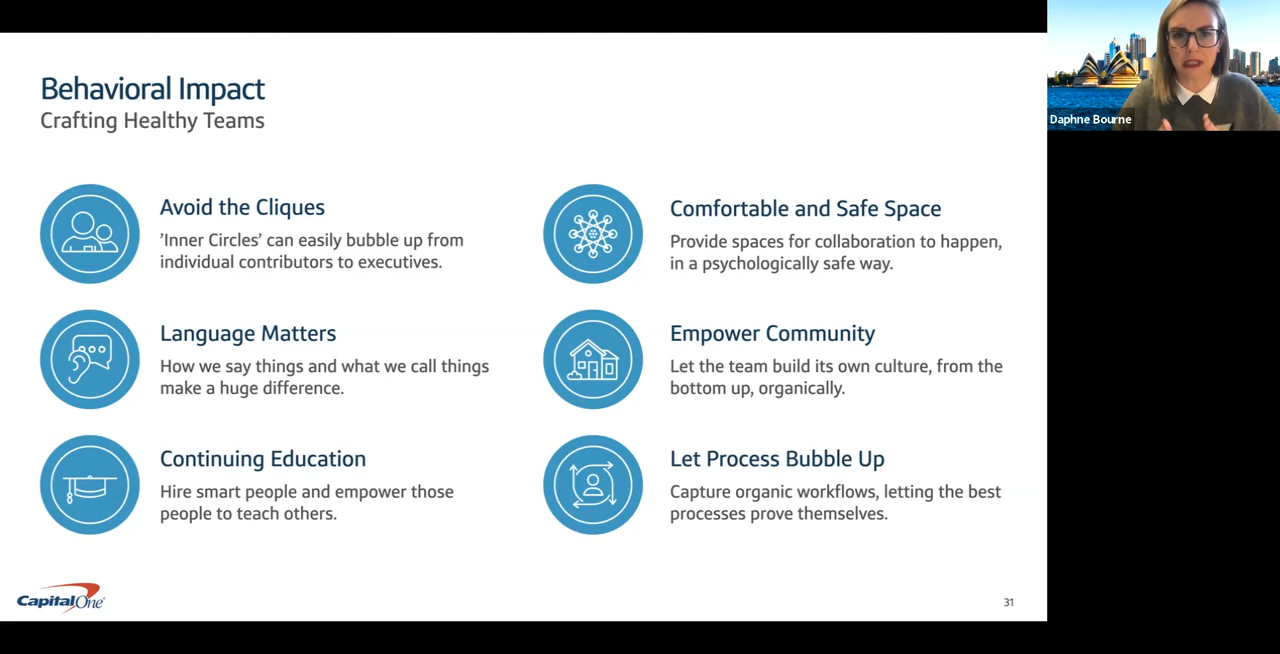 Behavioral Impact
Crafting Healthy Teams
Avoid the Cliques
’Inner Circles’ can easily bubble up from
individual contributors to executives.
Language Matters
How we say things and what we call things
make a huge difference.
Continuing Education
Hire smart people and empower those
people to teach others.
Comfortable and Safe Space
Provide spaces for collaboration to happen,
in a psychologically safe way.
Empower Community
Let the team build its own culture, from the
bottom up, organically.
Let Process Bubble Up
Capture organic workflows, letting the best
processes prove themselves.
Capital One
31
Daphne Bourne